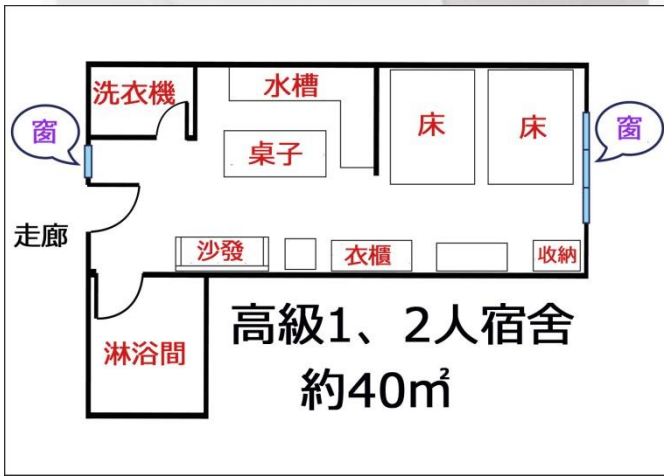 洗衣機
水槽
床
床
窗
窗
桌子
走廊
沙發
衣櫃
收納
淋浴間
高級1、2人宿舍
約40㎡